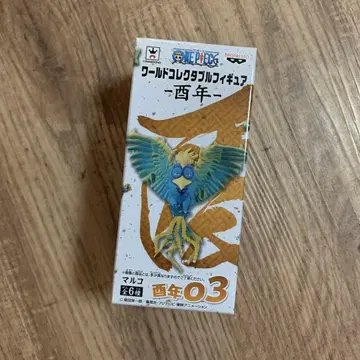 ONE PIECE
BANPRESTO
ワールドコレクタブルフィギュア
-酉年-
マルコ
全6種
酉年03